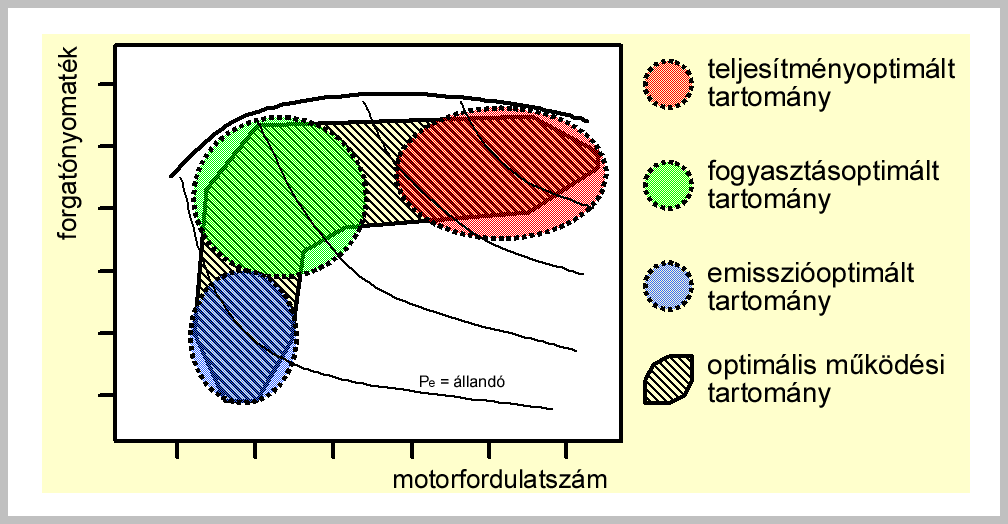 forgatónyomaték
teljesítményoptimált
tartomány
fogyasztásoptimált
tartomány
emisszióoptimált
tartomány
optimális működési
tartomány
Pe = állandó
motorfordulatszám